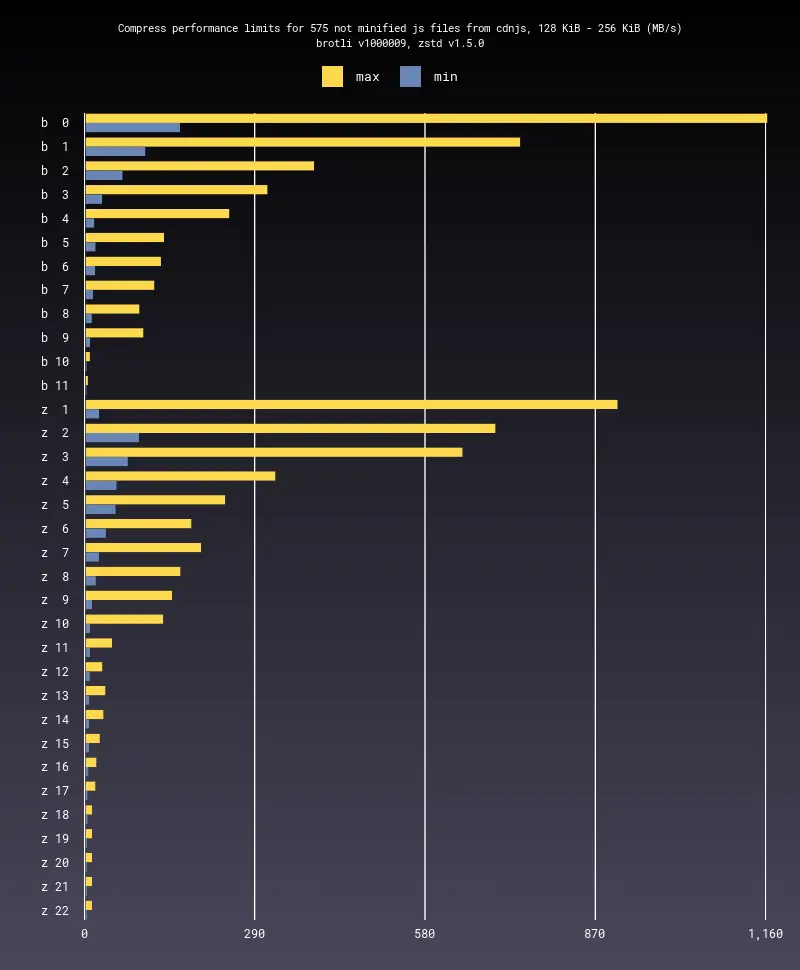 Compress performance limits for 575 not minified js files from cdnjs, 128 KiB - 256 KiB (MB/s)
brotli v1000009, zstd v1.5.0
max min
b 0
b 1
b 2
b 3
b 4
b 5
b 6
b 7
b 8
b 9
b 10
b 11
z 1
z 2
z 3
z 4
z 5
z 6
z 7
z 8
z 9
z 10
z 11
z 12
z 13
z 14
z 15
z 16
z 17
z 18
z 19
z 20
z 21
z 22
0 290 580 870 1,160